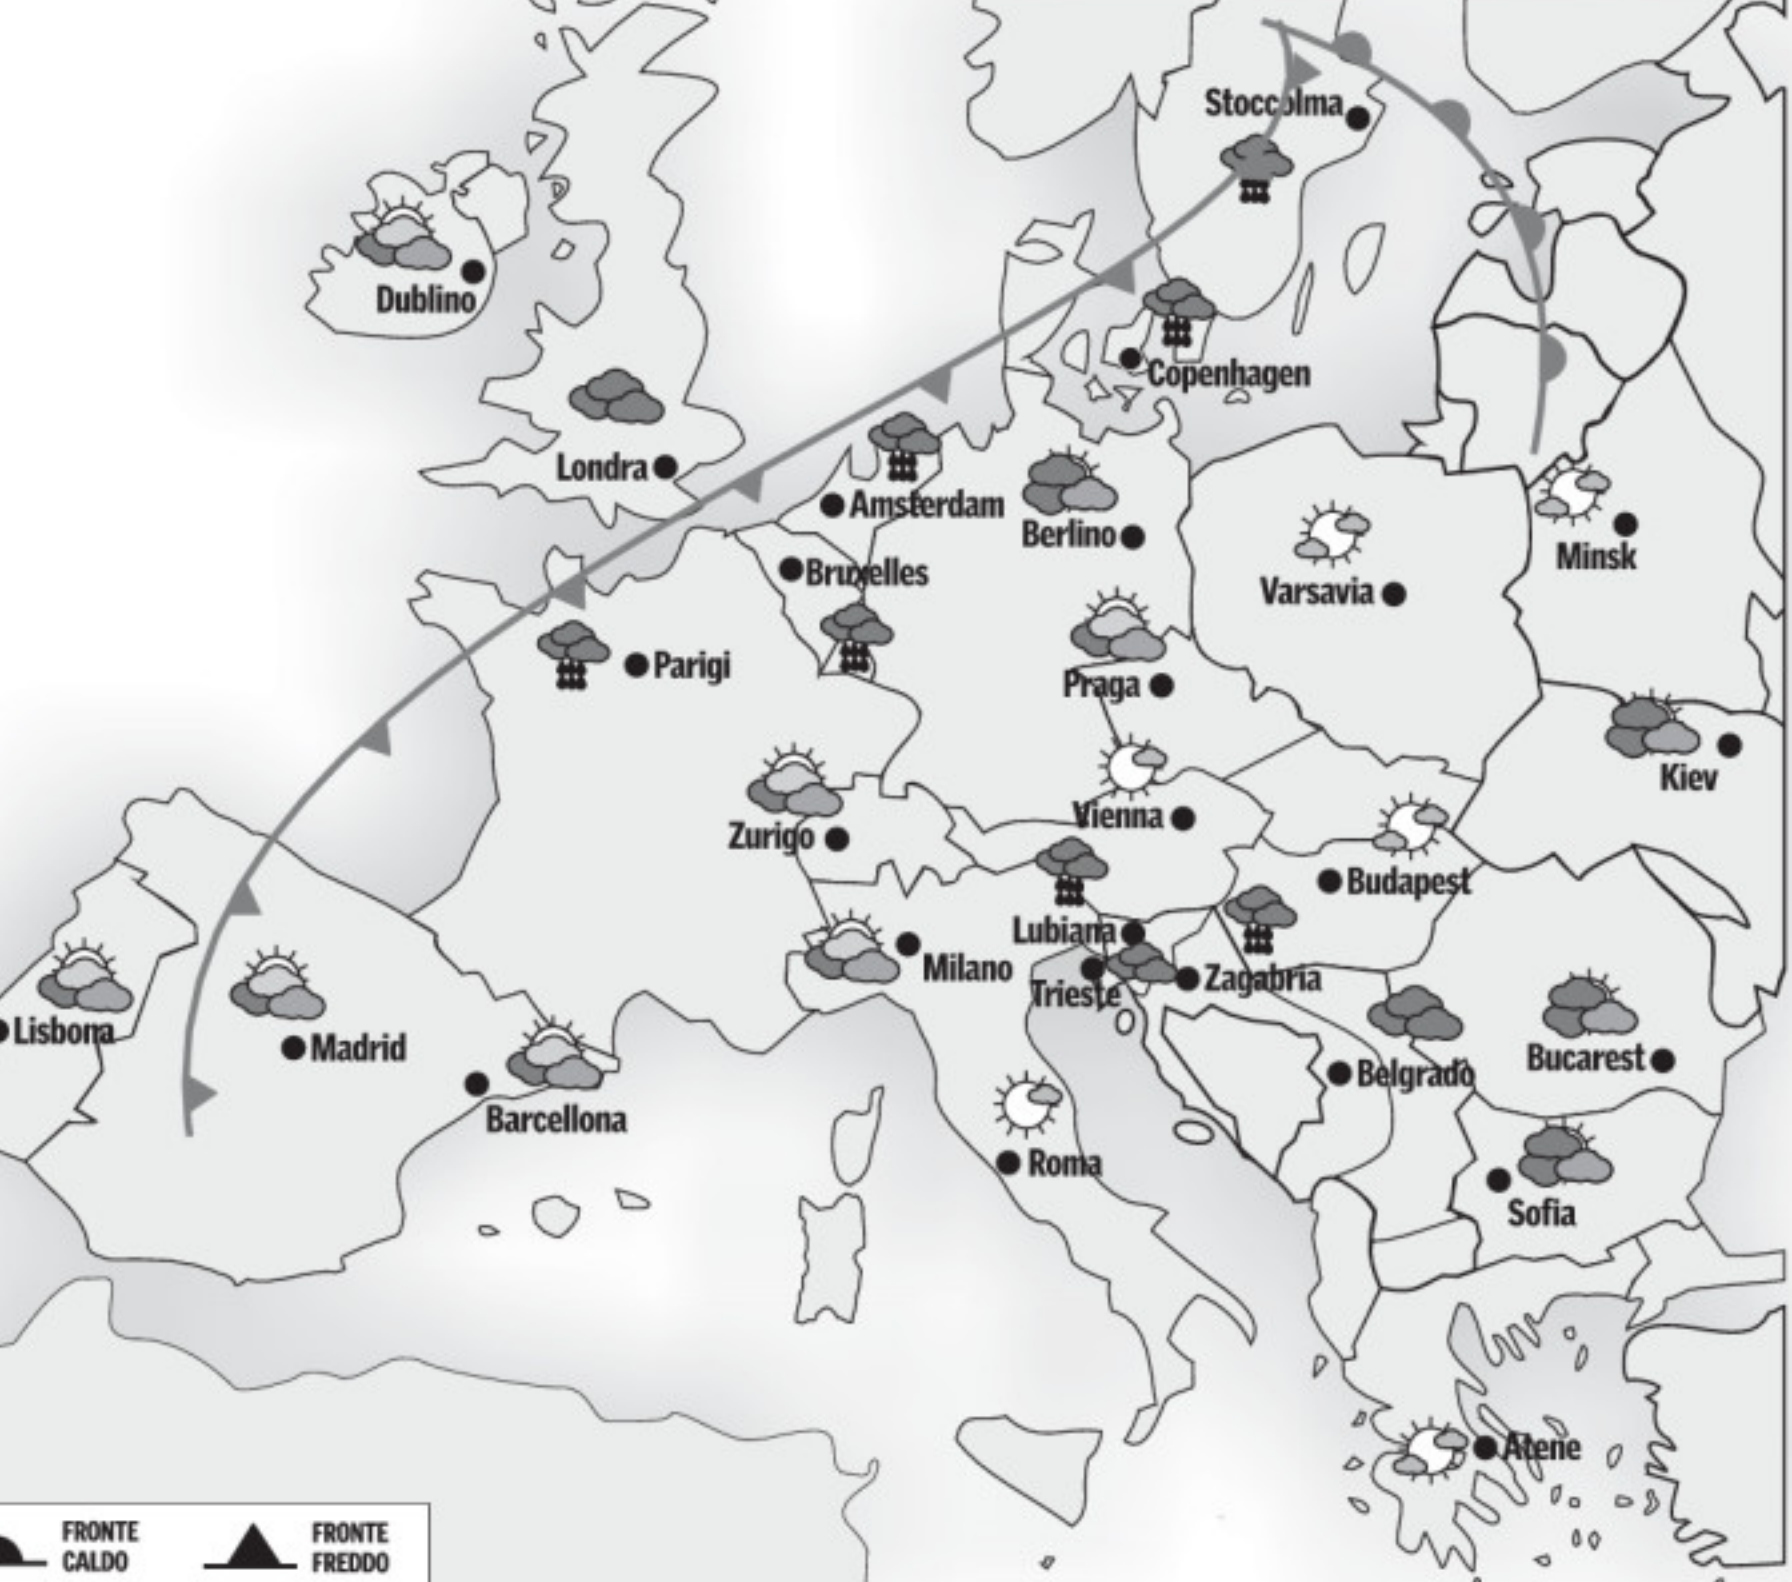 Stoccolma
Dublino
Copenhagen
Londra
Amsterdam
Berlino
Minsk
Bruxelles
Varsavia
Parigi
Praga
Kiev
Vienna
Zurigo
Budapest
Lubiana
Milano
Zagabria
Trieste
Lisbona
Madrid
Bucarest
Belgrado
Barcellona
Roma
Sofia
Atene
FRONTE
CALDO
FRONTE
FREDDO